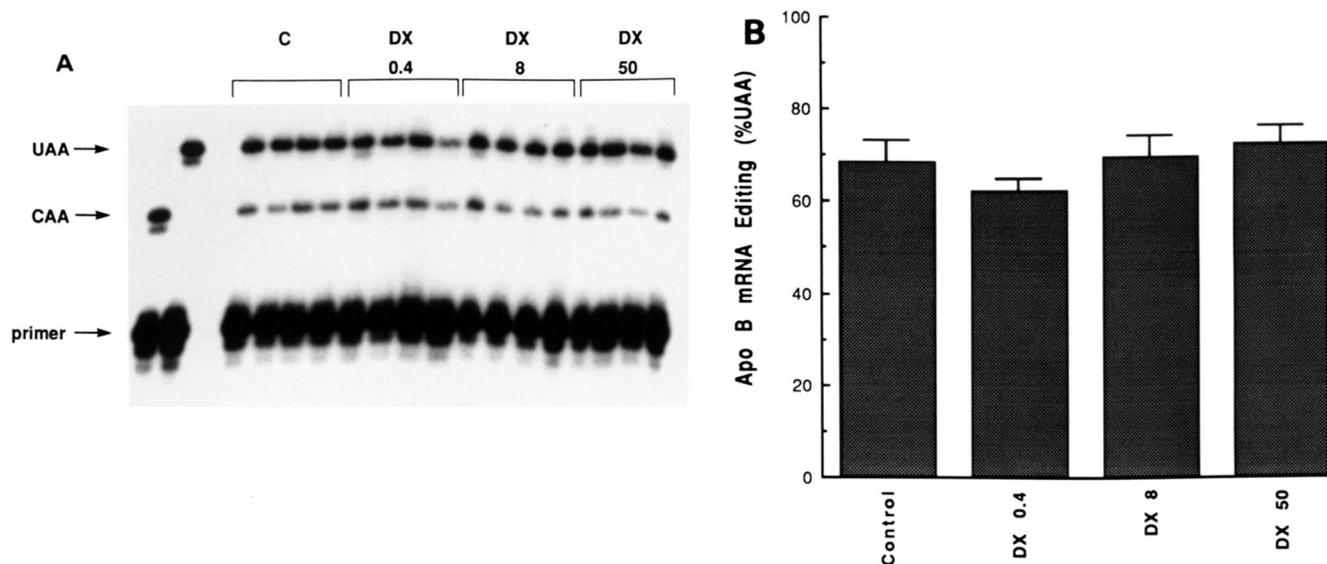 A
C DX DX DX
0.4 8 50
UAA
CAA
primer
B
Apo B mRNA Editing (%UAA)
100
80
60
40
20
0
Control
DX 0.4
DX 8
DX 50